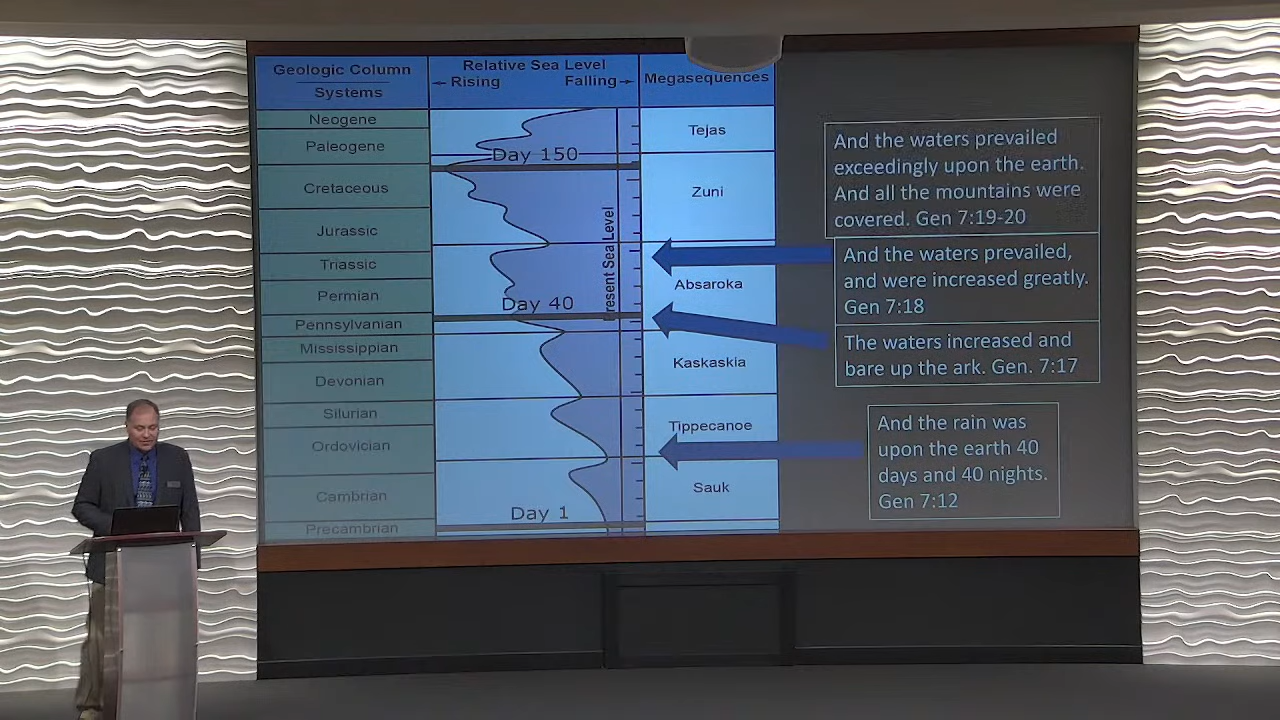 Geologic Column
Systems
Relative Sea Level
←Rising Falling→
Megasequences
Neogene
Paleogene
Cretaceous
Jurassic
Triassic
Permian
Pennsylvanian
Mississippian
Devonian
Silurian
Ordovician
Cambrian
Precambrian
Day 150
Day 40
Day 1
Present Sea Level
Tejas
Zuni
Absaroka
Kaskaskia
Tippecanoe
Sauk
And the waters prevailed
exceedingly upon the earth.
And all the mountains were
covered. Gen 7:19-20
And the waters prevailed,
and were increased greatly.
Gen 7:18
The waters increased and
bare up the ark. Gen. 7:17
And the rain was
upon the earth 40
days and 40 nights.
Gen 7:12